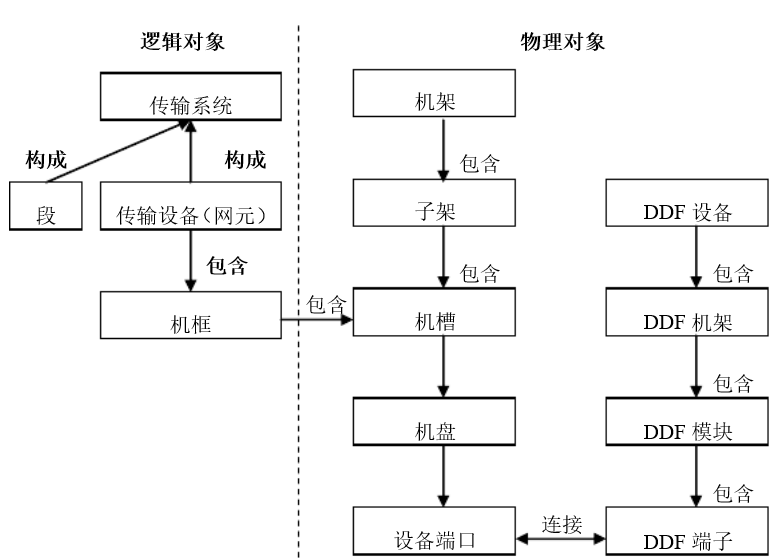 逻辑对象
物理对象
传输系统
机架
构成
构成
包含
段
传输设备（网元）
子架
DDF 设备
包含
包含
包含
机框
包含
机槽
DDF 机架
包含
机盘
DDF 模块
包含
设备端口
连接
DDF 端子